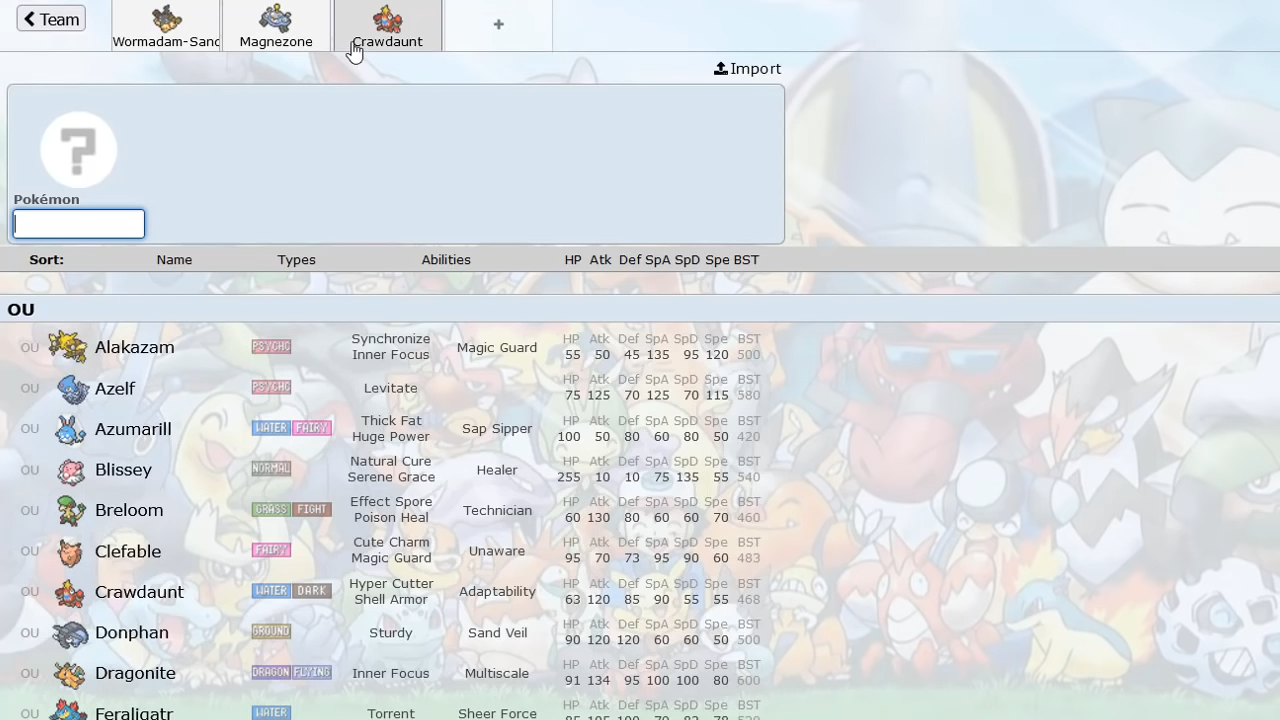 Team
Wormadam-Sand
Magnezone
Crawdaunt
+
Import
?
Pokémon
Sort: Name Types Abilities HP Atk Def SpA SpD Spe BST
OU
OU Alakazam PSYCHC Synchronize Inner Focus Magic Guard HP 55 Atk 50 Def 45 SpA 135 SpD 95 Spe 120 BST 500
OU Azelf PSYCHC Levitate HP 75 Atk 125 Def 70 SpA 125 SpD 70 Spe 115 BST 580
OU Azumarill WATER FAIRY Thick Fat Huge Power Sap Sipper HP 100 Atk 50 Def 80 SpA 60 SpD 80 Spe 50 BST 420
OU Blissey NORMAL Natural Cure Serene Grace Healer HP 255 Atk 10 Def 10 SpA 75 SpD 135 Spe 55 BST 540
OU Breloom GRASS FIGHT Effect Spore Poison Heal Technician HP 60 Atk 130 Def 80 SpA 60 SpD 60 Spe 70 BST 460
OU Clefable FAIRY Cute Charm Magic Guard Unaware HP 95 Atk 70 Def 73 SpA 95 SpD 90 Spe 60 BST 483
OU Crawdaunt WATER DARK Hyper Cutter Shell Armor Adaptability HP 63 Atk 120 Def 85 SpA 90 SpD 55 Spe 55 BST 468
OU Donphan GROUND Sturdy Sand Veil HP 90 Atk 120 Def 120 SpA 60 SpD 60 Spe 50 BST 500
OU Dragonite DRAGON FLYING Inner Focus Multiscale HP 91 Atk 134 Def 95 SpA 100 SpD 100 Spe 80 BST 600
OU Feraligatr WATER Torrent Sheer Force HP Atk Def SpA SpD Spe BST